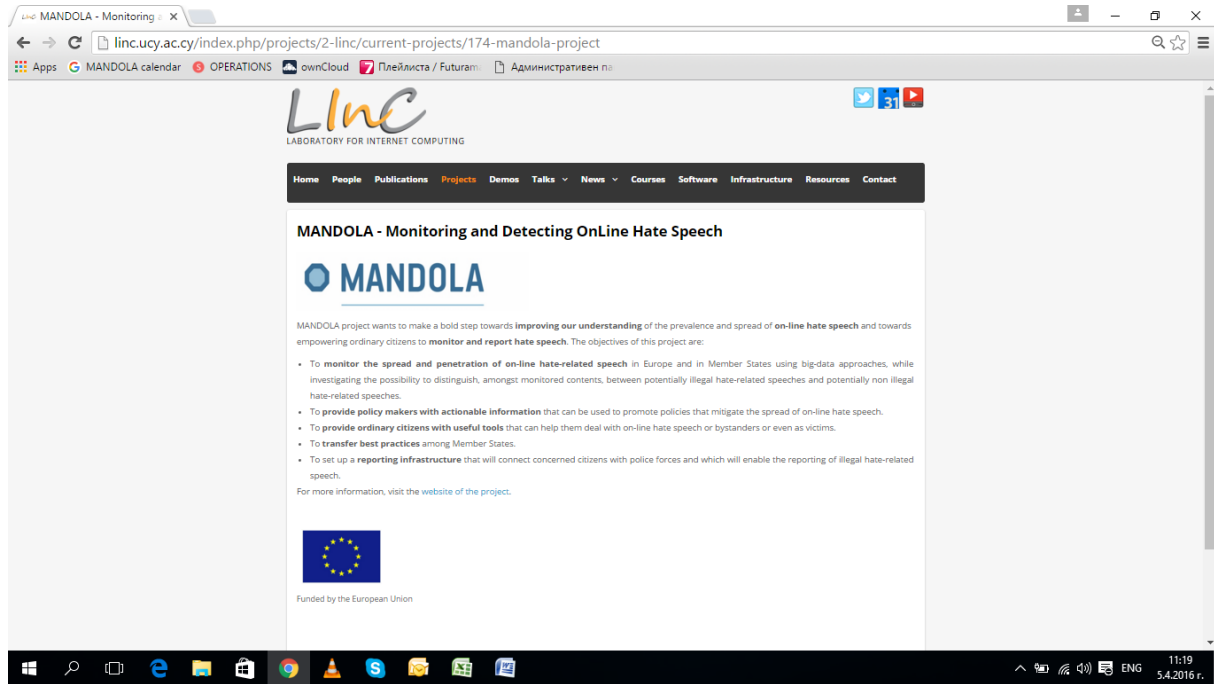 MANDOLA - Monitoring a
linc.ucy.ac.cy/index.php/projects/2-linc/current-projects/174-mandola-project
Apps MANDOLA calendar OPERATIONS ownCloud Плейлиста / Futurama Административен па
LInC
LABORATORY FOR INTERNET COMPUTING
31
Home People Publications Projects Demos Talks News Courses Software Infrastructure Resources Contact
MANDOLA - Monitoring and Detecting OnLine Hate Speech
MANDOLA
MANDOLA project wants to make a bold step towards improving our understanding of the prevalence and spread of on-line hate speech and towards
empowering ordinary citizens to monitor and report hate speech. The objectives of this project are:
• To monitor the spread and penetration of on-line hate-related speech in Europe and in Member States using big-data approaches, while
investigating the possibility to distinguish, amongst monitored contents, between potentially illegal hate-related speeches and potentially non illegal
hate-related speeches.
• To provide policy makers with actionable information that can be used to promote policies that mitigate the spread of on-line hate speech.
• To provide ordinary citizens with useful tools that can help them deal with on-line hate speech or bystanders or even as victims.
• To transfer best practices among Member States.
• To set up a reporting infrastructure that will connect concerned citizens with police forces and which will enable the reporting of illegal hate-related
speech.
For more information, visit the website of the project.
Funded by the European Union
ENG
11:19
5.4.2016 г.